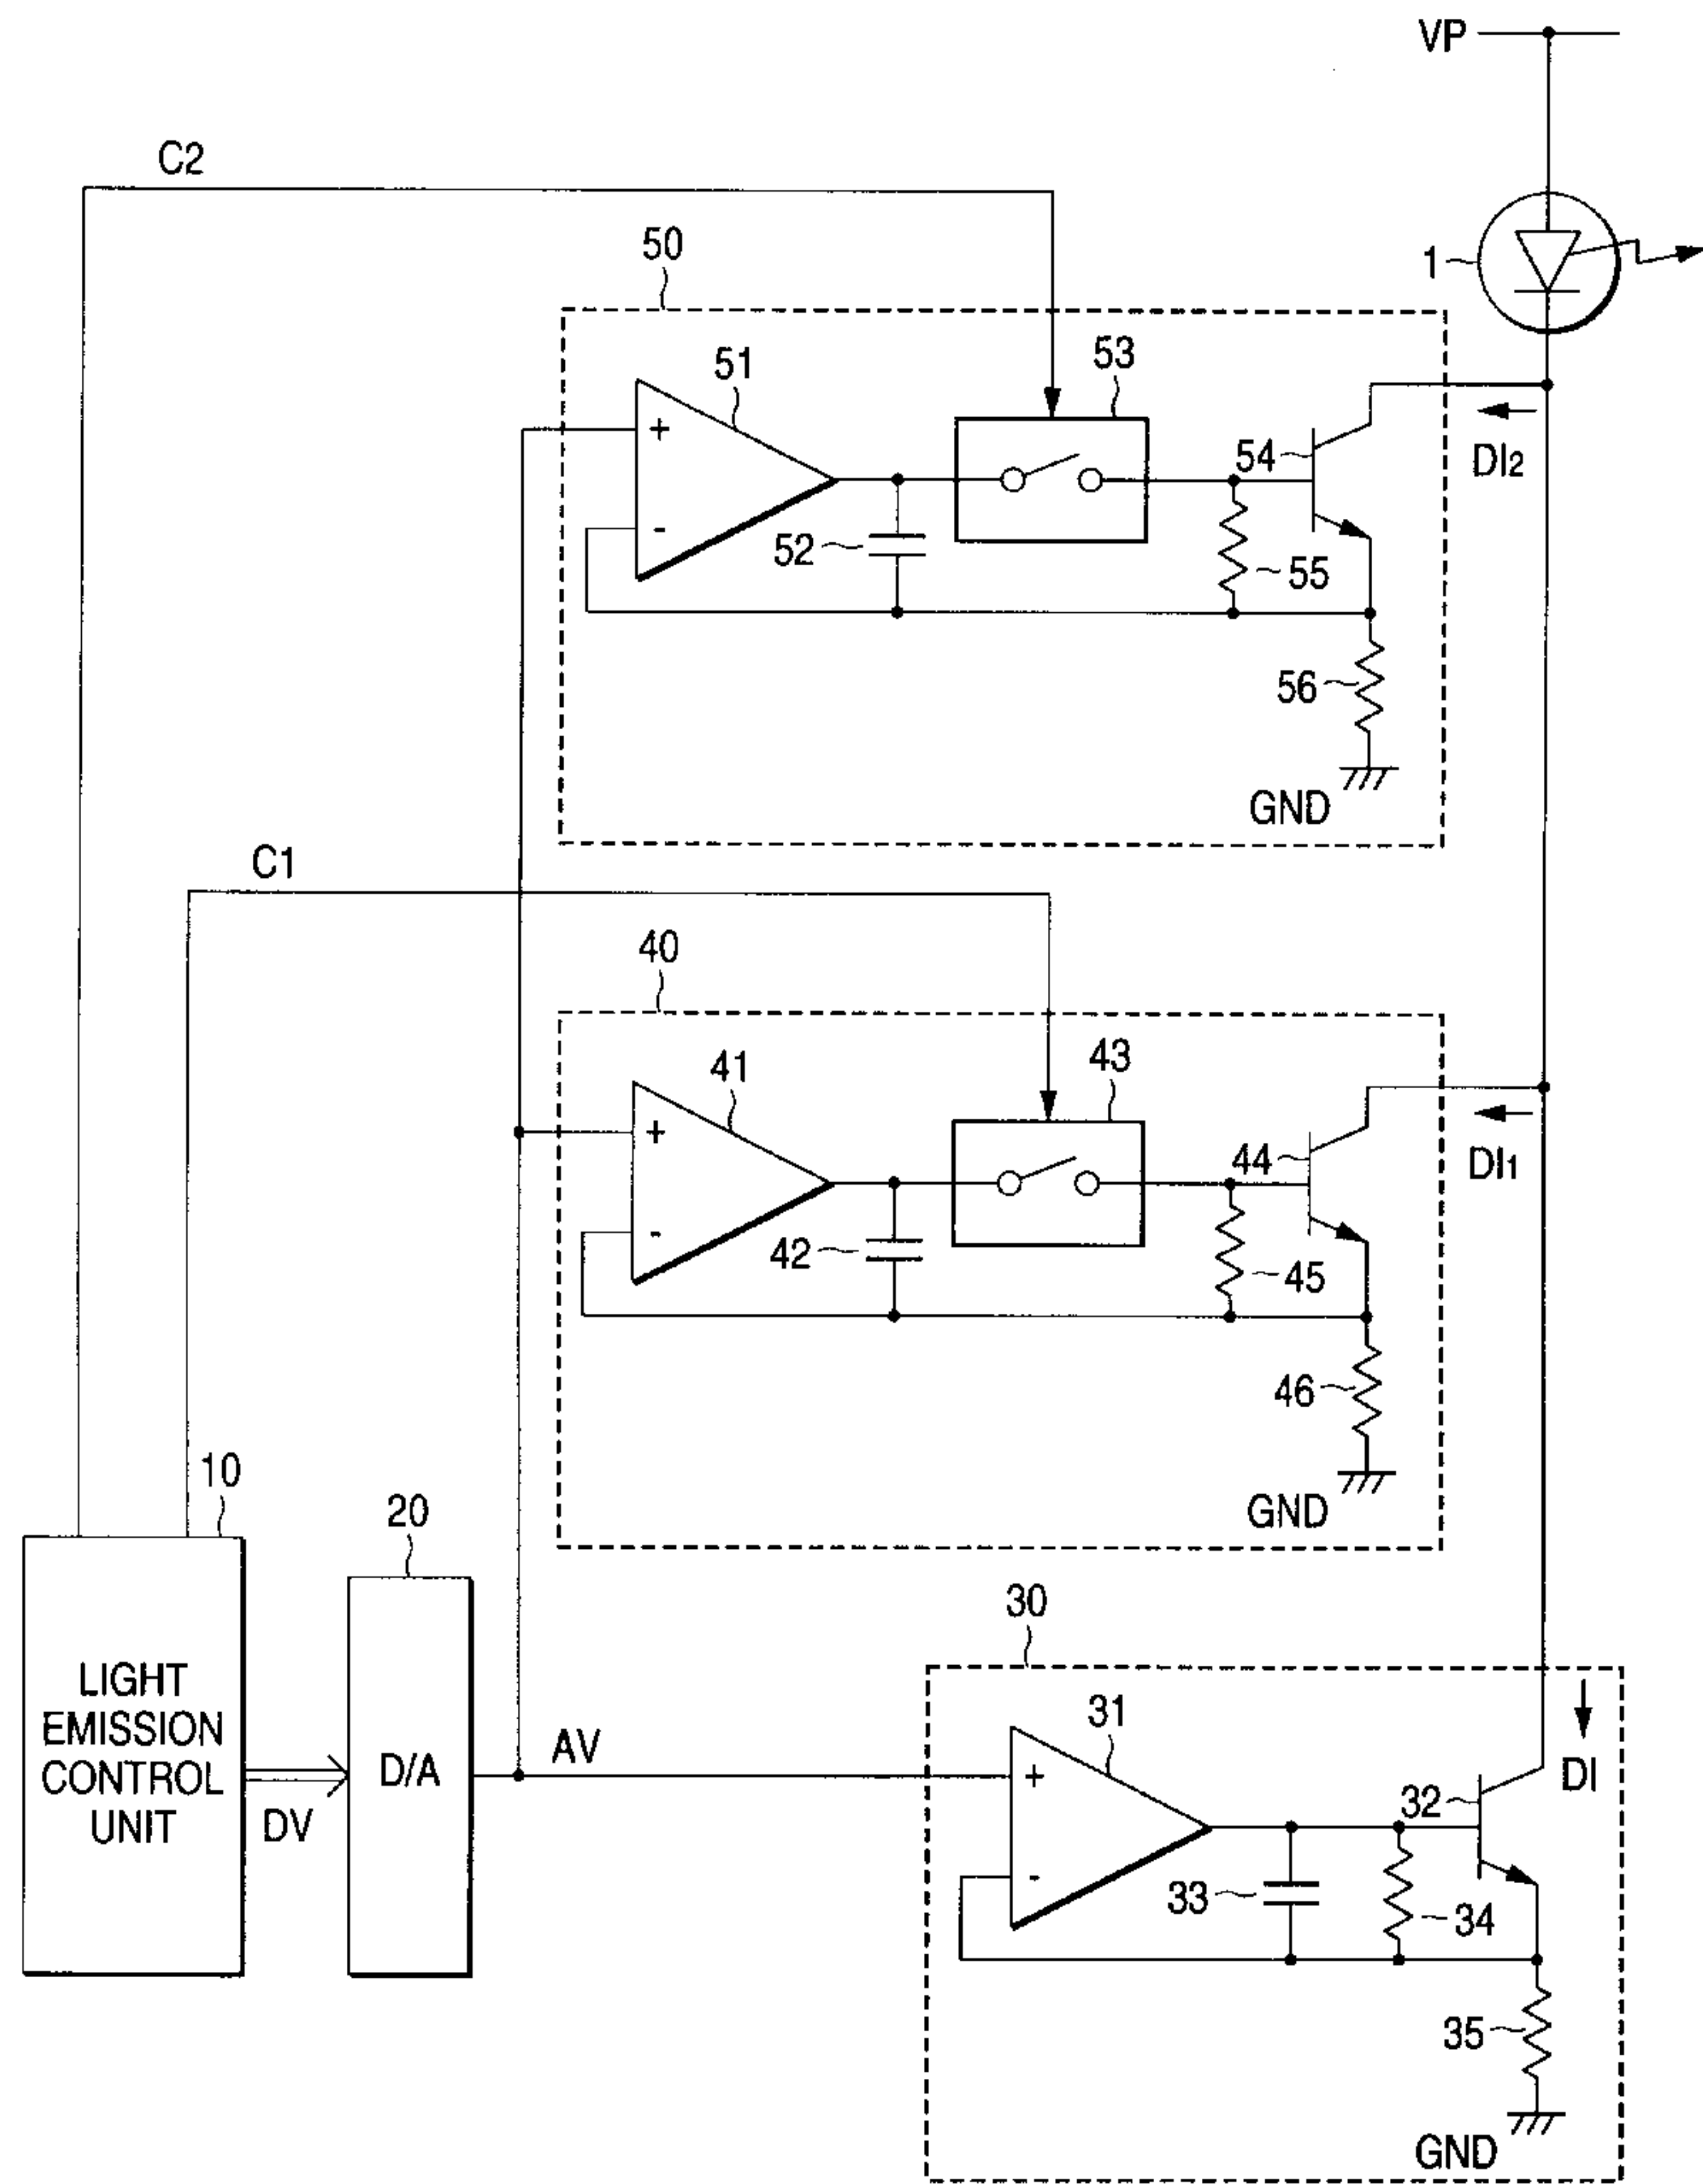 VP
C2
50
1
51
53
+
54
DI2
-
52
55
56
GND
C1
40
41
43
+
44
DI1
-
42
45
46
10
GND
20
30
LIGHT
EMISSION
CONTROL
UNIT
31
AV
D/A
+
DI
32
DV
-
33
34
35
GND